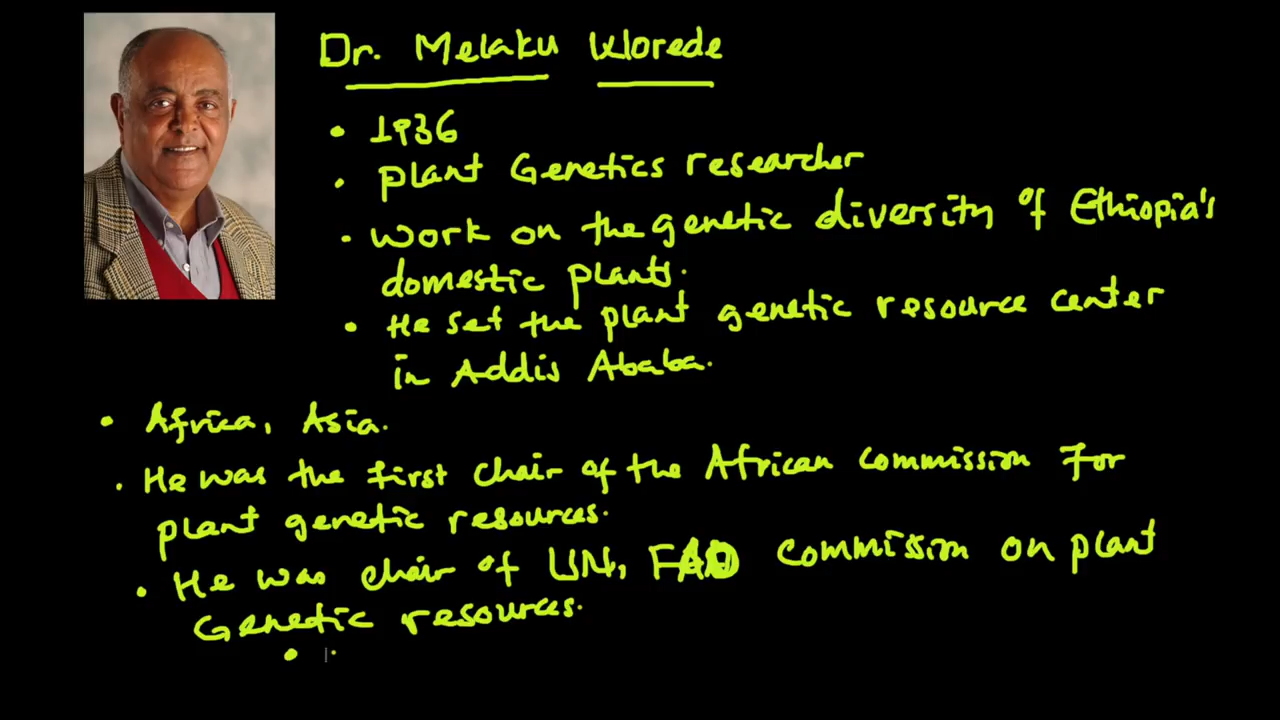 Dr. Melaku Worede
• 1936
• Plant Genetics researcher
• Work on the genetic diversity of Ethiopia's
domestic plants.
• He set the plant genetic resource center
in Addis Ababa.
• Africa, Asia.
• He was the first chair of the African Commission For
plant genetic resources.
• He was chair of UN, FAO Commission on plant
Genetic resources.
•